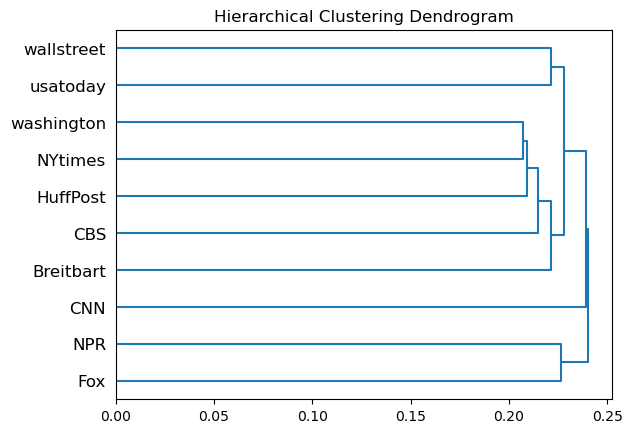 Hierarchical Clustering Dendrogram
wallstreet
usatoday
washington
NYtimes
HuffPost
CBS
Breitbart
CNN
NPR
Fox
0.00 0.05 0.10 0.15 0.20 0.25